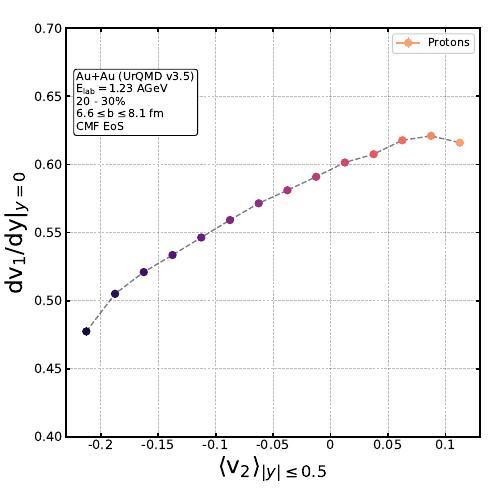 Protons
Au+Au (UrQMD v3.5)
E_lab = 1.23 AGeV
20 - 30%
6.6 ≤ b ≤ 8.1 fm
CMF EoS
0.70
0.65
0.60
0.55
0.50
0.45
0.40
dv₁/dy|y = 0
-0.2
-0.15
-0.1
-0.05
0
0.05
0.1
⟨v₂⟩|y| ≤ 0.5